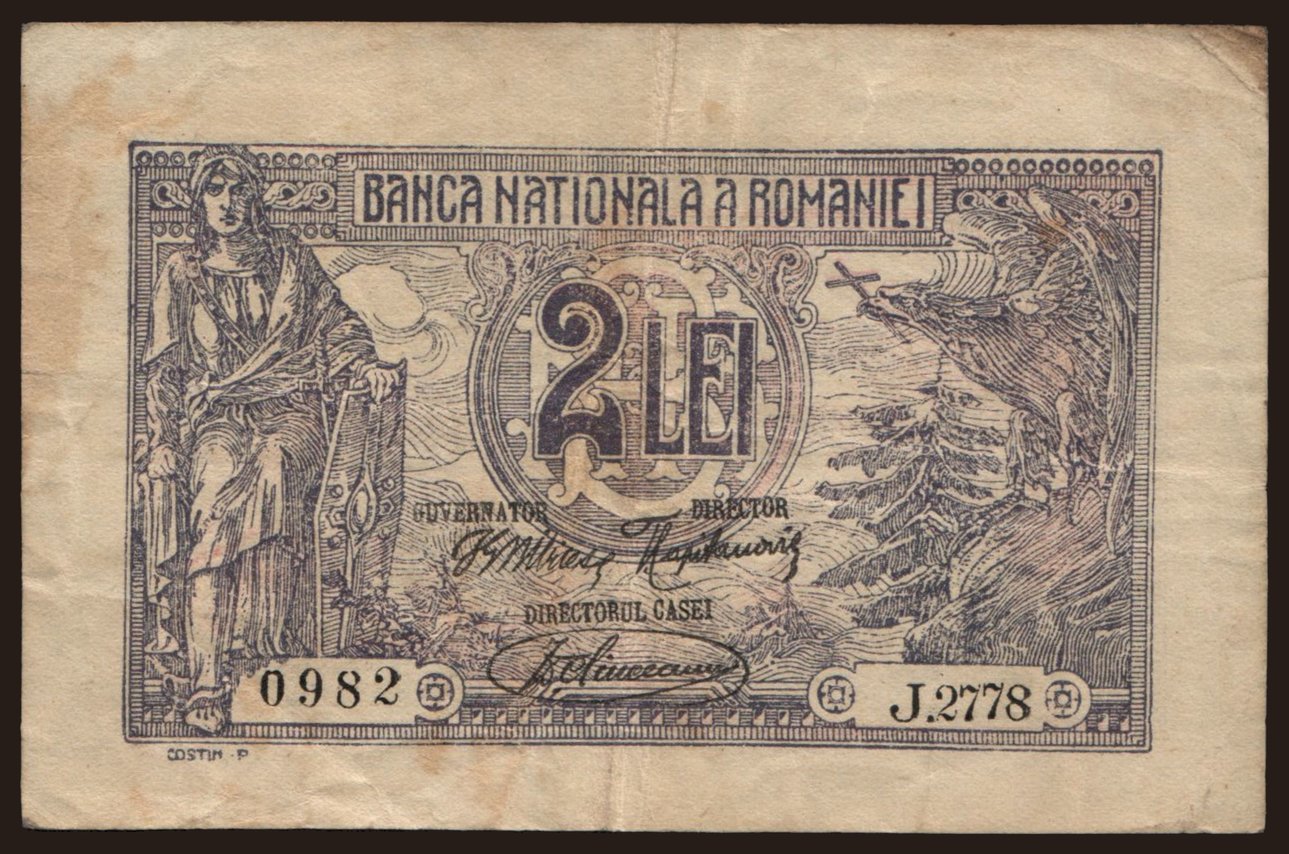 BANCA NATIONALA A ROMANIEI
2 LEI
GUVERNATOR DIRECTOR
DIRECTORUL CASEI
0982 J.2778
COSTIN · P